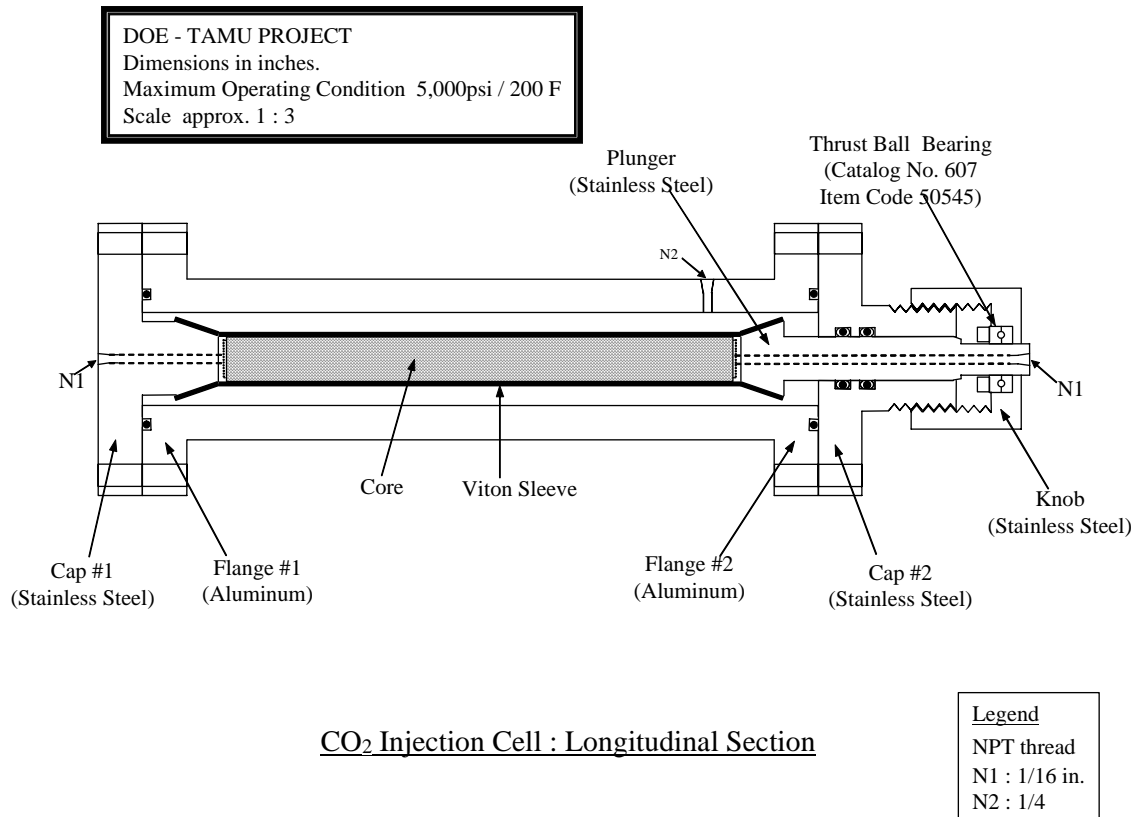 DOE - TAMU PROJECT
Dimensions in inches.
Maximum Operating Condition  5,000psi / 200 F
Scale  approx. 1 : 3
Thrust Ball  Bearing
(Catalog No. 607
Item Code 50545)
Plunger
(Stainless Steel)
N2
N1
N1
Core
Viton Sleeve
Knob
(Stainless Steel)
Cap #1
(Stainless Steel)
Flange #1
(Aluminum)
Flange #2
(Aluminum)
Cap #2
(Stainless Steel)
CO₂ Injection Cell : Longitudinal Section
Legend
NPT thread
N1 : 1/16 in.
N2 : 1/4